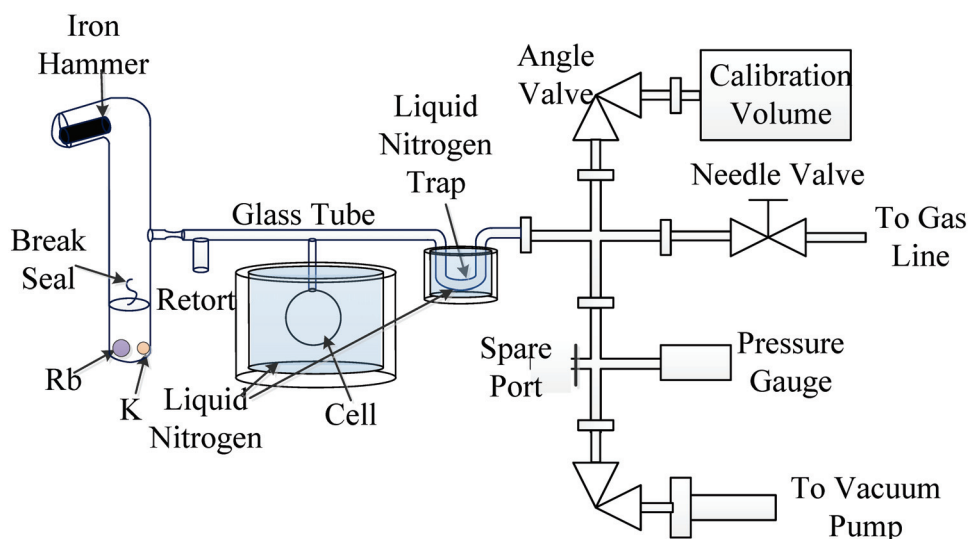 Iron
Hammer
Angle
Valve
Calibration
Volume
Liquid
Nitrogen
Trap
Needle Valve
Glass Tube
To Gas
Line
Break
Seal
Retort
Rb
K
Liquid
Nitrogen
Cell
Spare
Port
Pressure
Gauge
To Vacuum
Pump